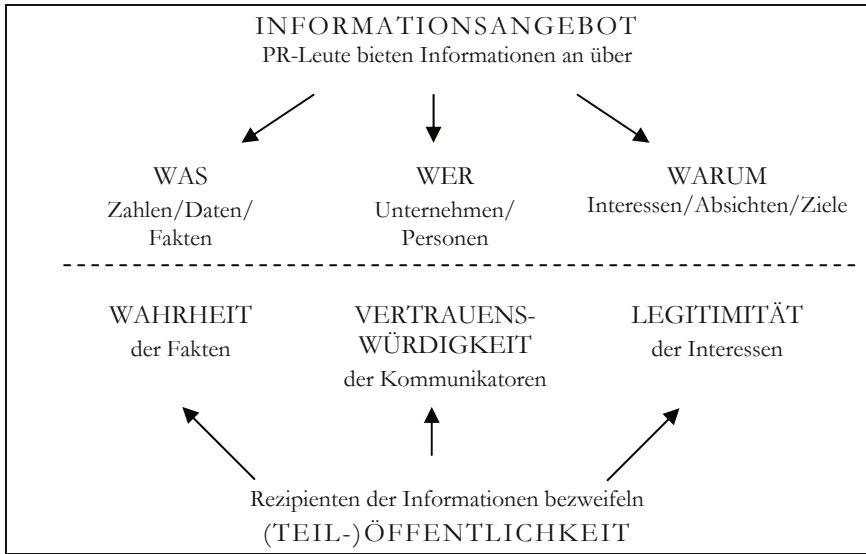 INFORMATIONSANGEBOT
PR-Leute bieten Informationen an über
WAS
Zahlen/Daten/
Fakten
WER
Unternehmen/
Personen
WARUM
Interessen/Absichten/Ziele
WAHRHEIT
der Fakten
VERTRAUENS-
WÜRDIGKEIT
der Kommunikatoren
LEGITIMITÄT
der Interessen
Rezipienten der Informationen bezweifeln
(TEIL-)ÖFFENTLICHKEIT